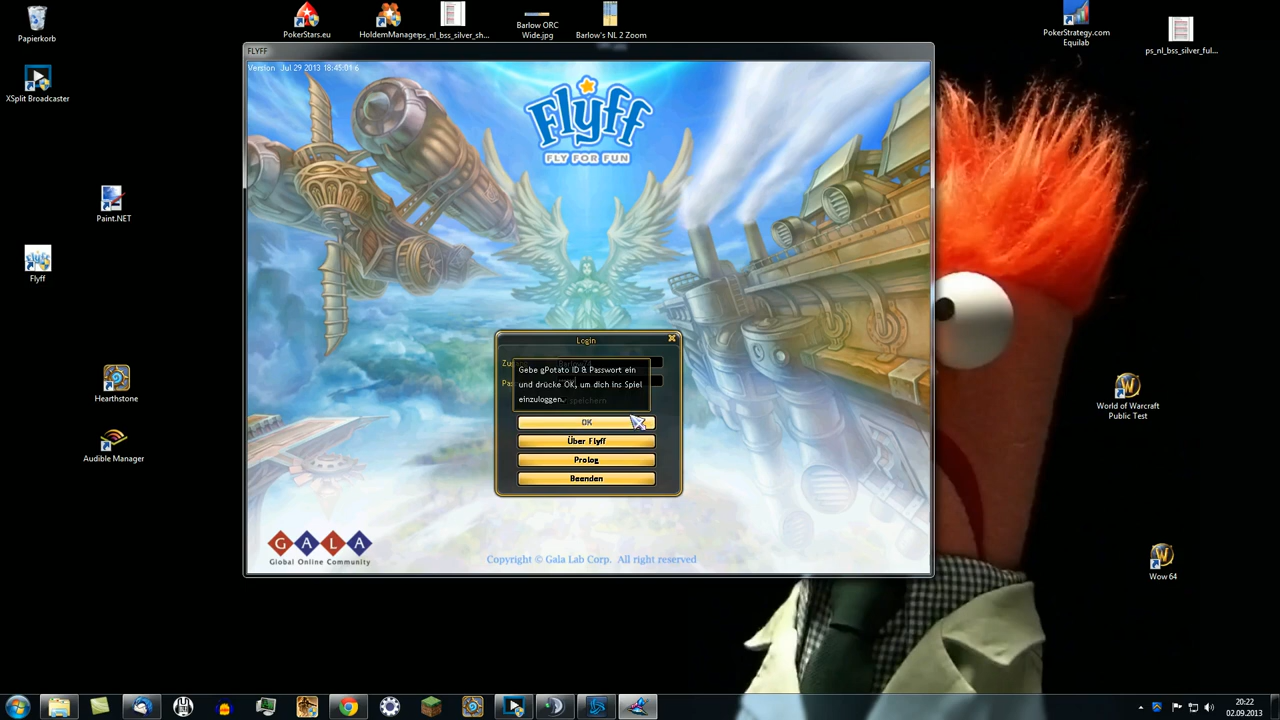 Papierkorb
XSplit Broadcaster
Paint.NET
Flyff
Hearthstone
Audible Manager
PokerStars.eu
HoldemManager
ps_nl_bss_silver_sh...
Barlow ORC
Wide.jpg
Barlow's NL 2 Zoom
PokerStrategy.com
Equilab
ps_nl_bss_silver_ful...
World of Warcraft
Public Test
Wow 64
FLYFF
Version Jul 29 2013 18:45:01 6
Flyff
FLY FOR FUN
Login
Gebe gPotato ID & Passwort ein
und drücke OK, um dich ins Spiel
einzuloggen.
speichern
OK
Über Flyff
Prolog
Beenden
GALA
Global Online Community
Copyright © Gala Lab Corp. All right reserved
20:22
02.09.2013